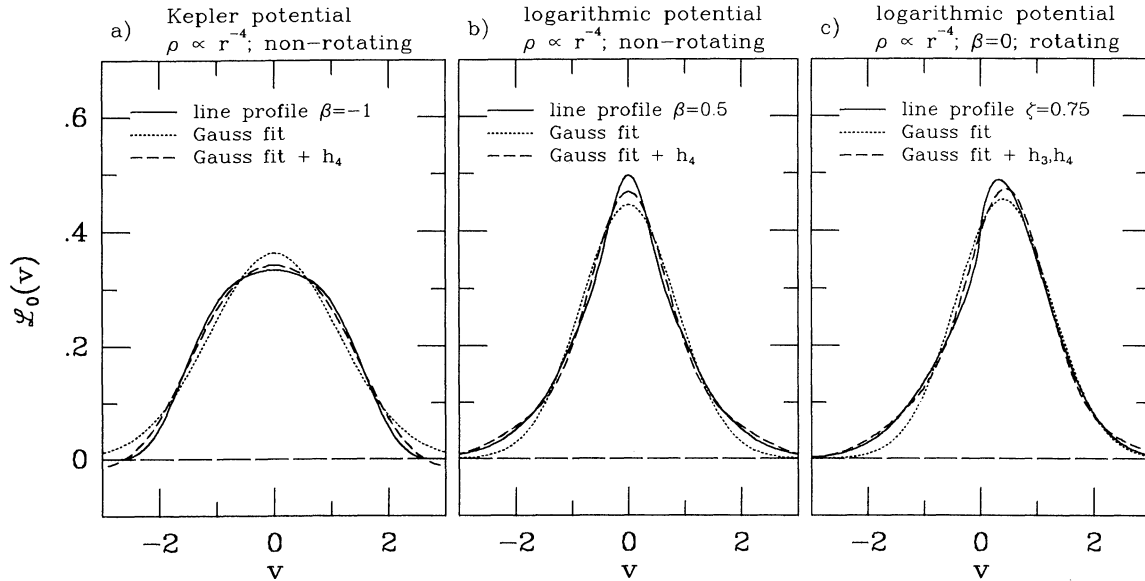 a) Kepler potential
ρ ∝ r⁻⁴; non-rotating
line profile β=−1
Gauss fit
Gauss fit + h₄
b) logarithmic potential
ρ ∝ r⁻⁴; non-rotating
line profile β=0.5
Gauss fit
Gauss fit + h₄
c) logarithmic potential
ρ ∝ r⁻⁴; β=0; rotating
line profile ζ=0.75
Gauss fit
Gauss fit + h₃,h₄
ℒ₀(v)
.6
.4
.2
0
−2 0 2
−2 0 2
−2 0 2
v
v
v